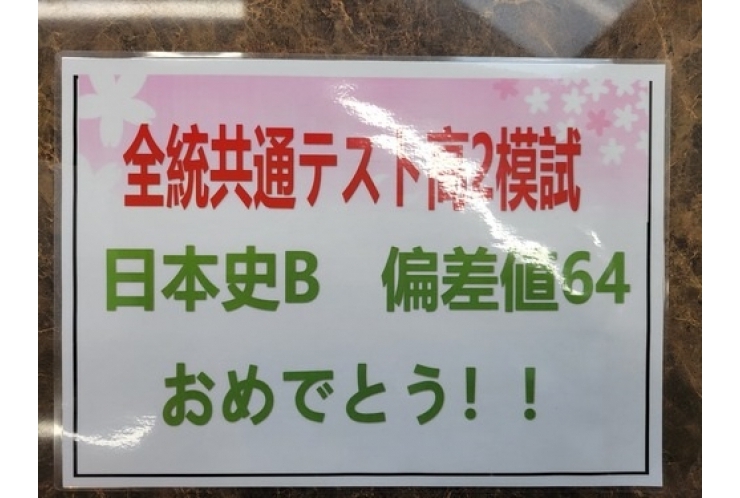 全統共通テスト高2模試
日本史B　偏差値64
おめでとう！！